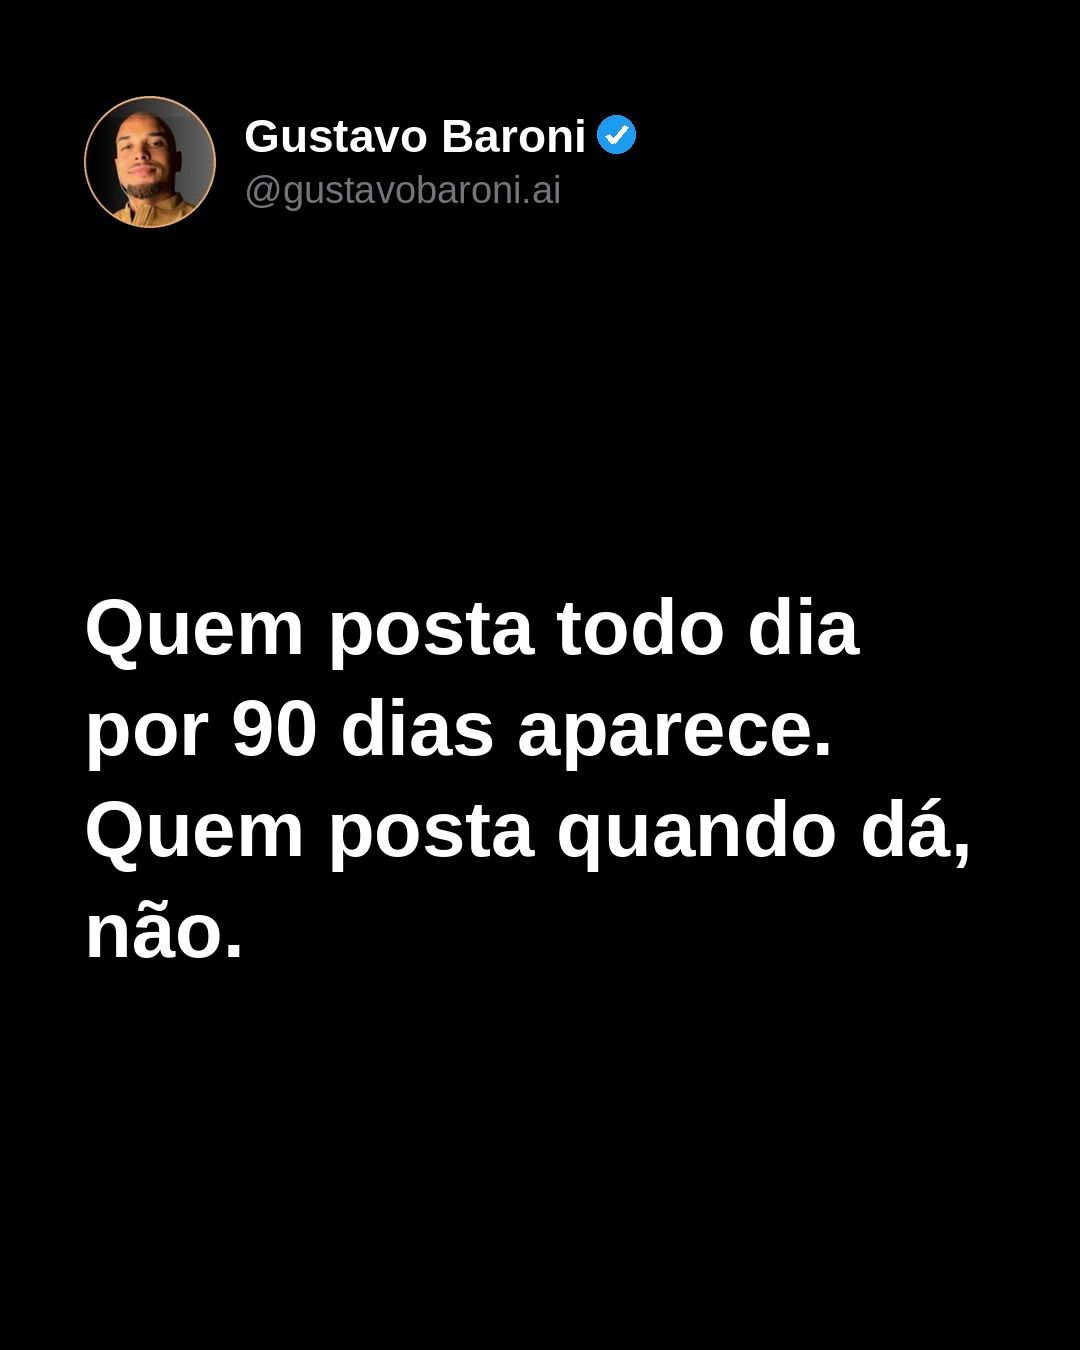 Gustavo Baroni
@gustavobaroni.ai
Quem posta todo dia
por 90 dias aparece.
Quem posta quando dá,
não.